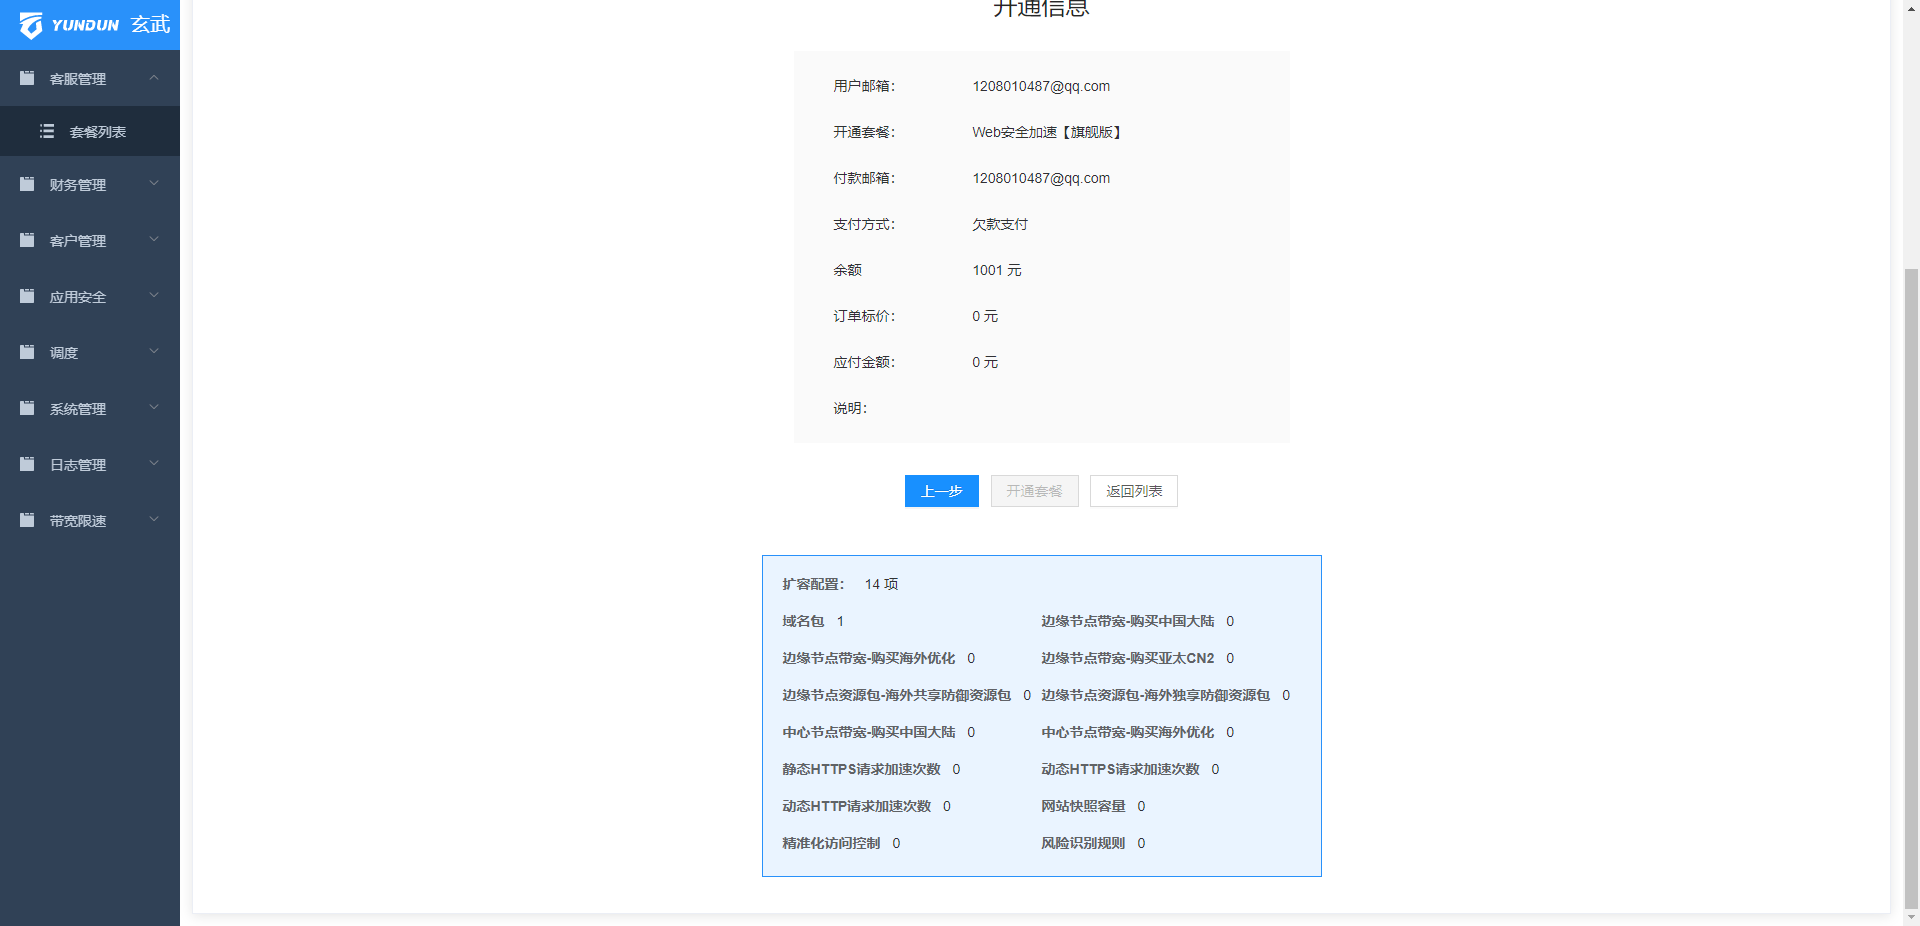 YUNDUN 玄武
客服管理
套餐列表
财务管理
客户管理
应用安全
调度
系统管理
日志管理
带宽限速
开通信息
用户邮箱: 1208010487@qq.com
开通套餐: Web安全加速【旗舰版】
付款邮箱: 1208010487@qq.com
支付方式: 欠款支付
余额 1001 元
订单标价: 0 元
应付金额: 0 元
说明:
上一步 开通套餐 返回列表
扩容配置: 14 项
域名包 1 边缘节点带宽-购买中国大陆 0
边缘节点带宽-购买海外优化 0 边缘节点带宽-购买亚太CN2 0
边缘节点资源包-海外共享防御资源包 0 边缘节点资源包-海外独享防御资源包 0
中心节点带宽-购买中国大陆 0 中心节点带宽-购买海外优化 0
静态HTTPS请求加速次数 0 动态HTTPS请求加速次数 0
动态HTTP请求加速次数 0 网站快照容量 0
精准化访问控制 0 风险识别规则 0